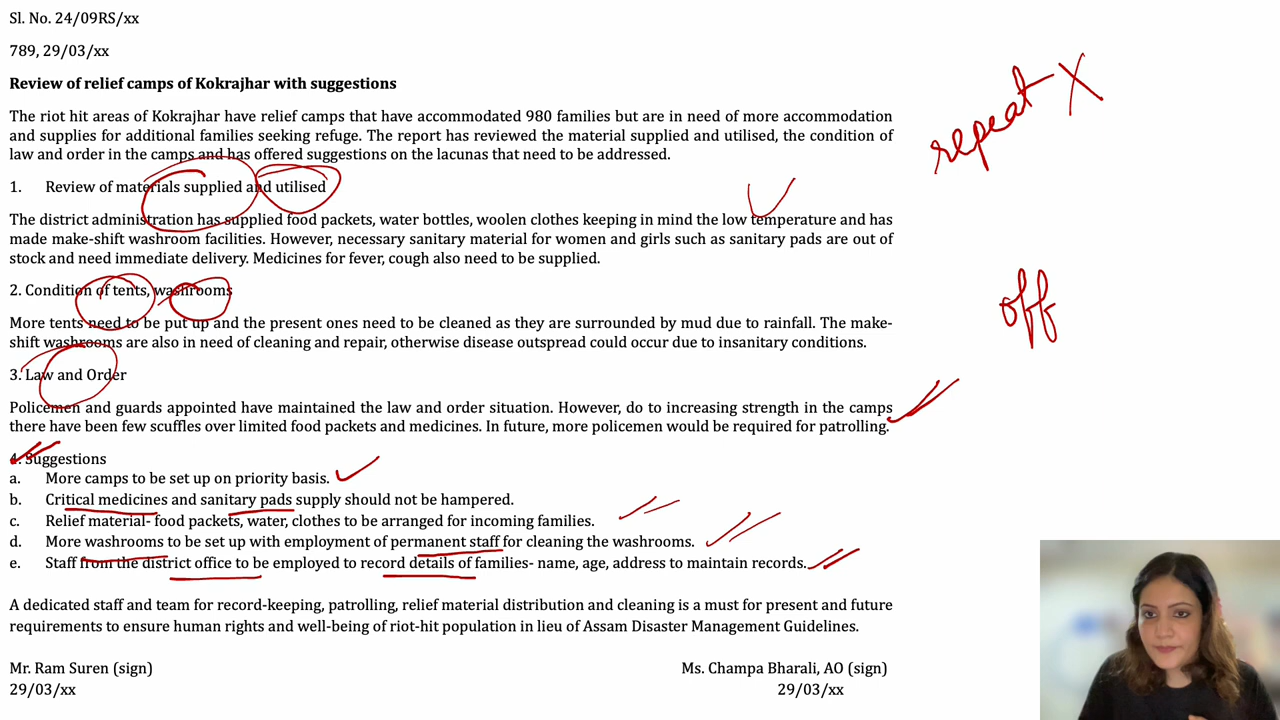 Sl. No. 24/09RS/xx
789, 29/03/xx
Review of relief camps of Kokrajhar with suggestions
The riot hit areas of Kokrajhar have relief camps that have accommodated 980 families but are in need of more accommodation
and supplies for additional families seeking refuge. The report has reviewed the material supplied and utilised, the condition of
law and order in the camps and has offered suggestions on the lacunas that need to be addressed.
1. Review of materials supplied and utilised
The district administration has supplied food packets, water bottles, woolen clothes keeping in mind the low temperature and has
made make-shift washroom facilities. However, necessary sanitary material for women and girls such as sanitary pads are out of
stock and need immediate delivery. Medicines for fever, cough also need to be supplied.
2. Condition of tents, washrooms
More tents need to be put up and the present ones need to be cleaned as they are surrounded by mud due to rainfall. The make-
shift washrooms are also in need of cleaning and repair, otherwise disease outspread could occur due to insanitary conditions.
3. Law and Order
Policemen and guards appointed have maintained the law and order situation. However, do to increasing strength in the camps
there have been few scuffles over limited food packets and medicines. In future, more policemen would be required for patrolling.
4. Suggestions
a. More camps to be set up on priority basis.
b. Critical medicines and sanitary pads supply should not be hampered.
c. Relief material- food packets, water, clothes to be arranged for incoming families.
d. More washrooms to be set up with employment of permanent staff for cleaning the washrooms.
e. Staff from the district office to be employed to record details of families- name, age, address to maintain records.
A dedicated staff and team for record-keeping, patrolling, relief material distribution and cleaning is a must for present and future
requirements to ensure human rights and well-being of riot-hit population in lieu of Assam Disaster Management Guidelines.
Mr. Ram Suren (sign) Ms. Champa Bharali, AO (sign)
29/03/xx 29/03/xx
repeat X
off